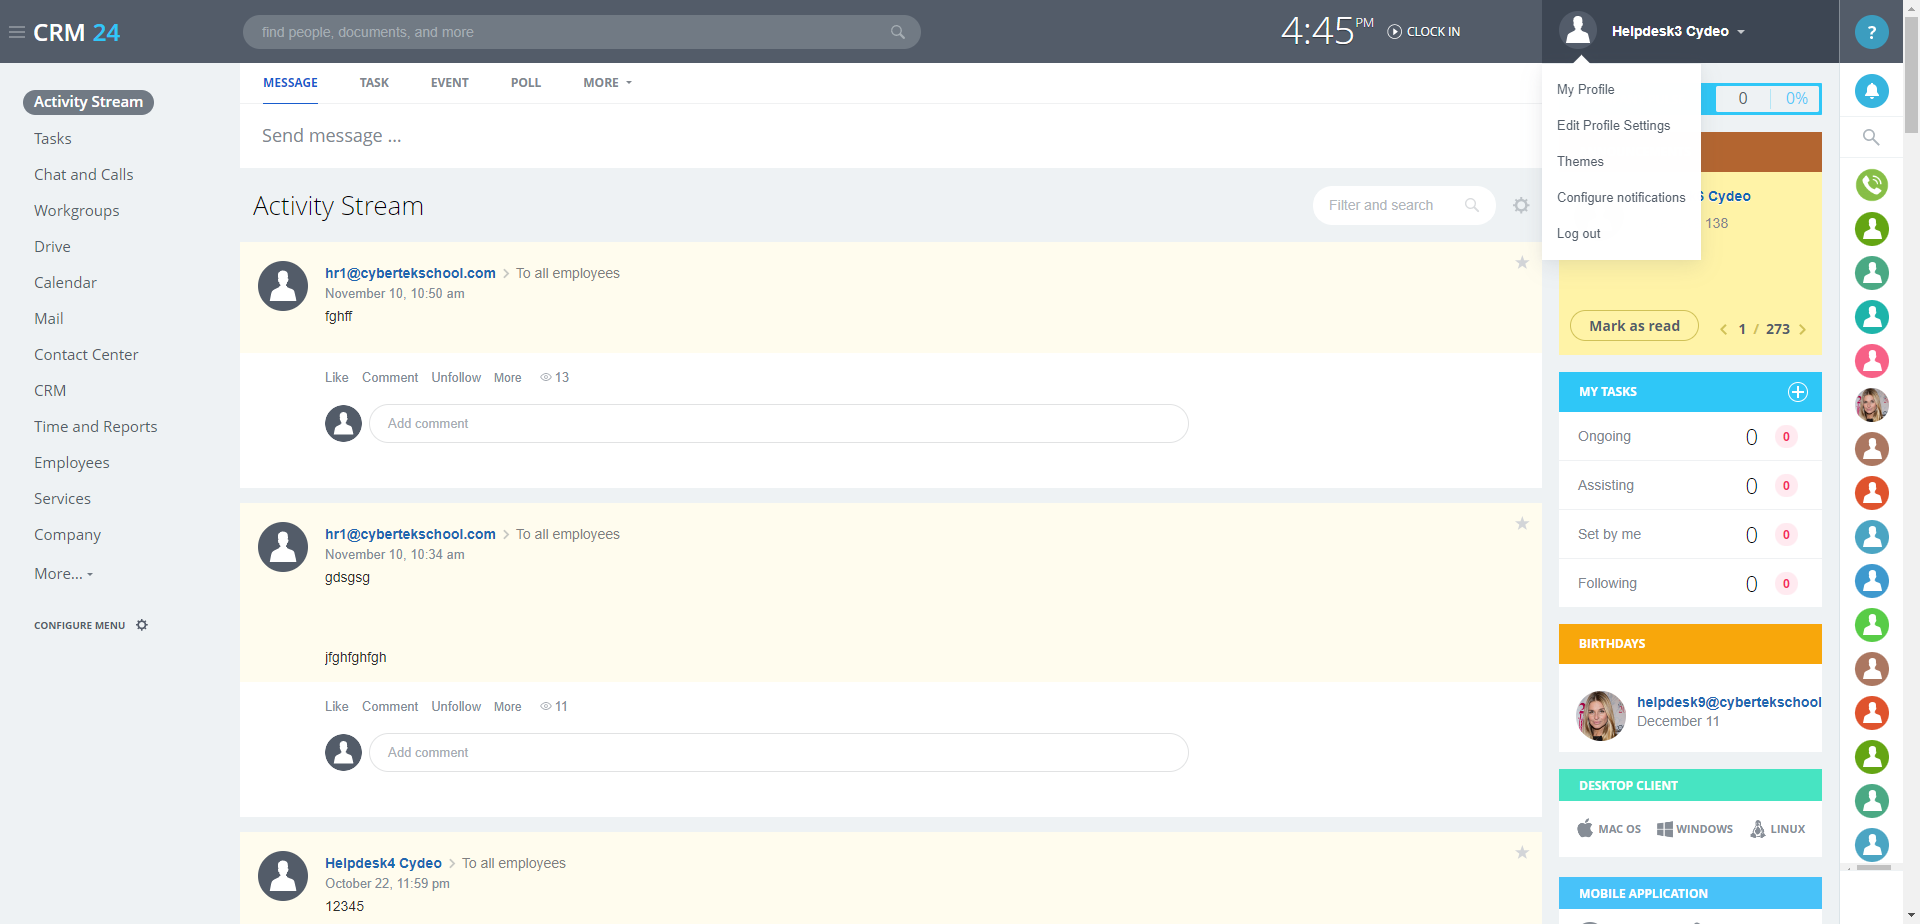 CRM 24
find people, documents, and more
4:45 PM
CLOCK IN
Helpdesk3 Cydeo
?
Activity Stream
Tasks
Chat and Calls
Workgroups
Drive
Calendar
Mail
Contact Center
CRM
Time and Reports
Employees
Services
Company
More...
CONFIGURE MENU
MESSAGE TASK EVENT POLL MORE
Send message ...
Activity Stream
Filter and search
hr1@cybertekschool.com > To all employees
November 10, 10:50 am
fghff
Like Comment Unfollow More 13
Add comment
hr1@cybertekschool.com > To all employees
November 10, 10:34 am
gdsgsg
jfghfghfgh
Like Comment Unfollow More 11
Add comment
Helpdesk4 Cydeo > To all employees
October 22, 11:59 pm
12345
My Profile
Edit Profile Settings
Themes
Configure notifications
Log out
0 0%
Cydeo
138
Mark as read
1 / 273
MY TASKS
Ongoing 0 0
Assisting 0 0
Set by me 0 0
Following 0 0
BIRTHDAYS
helpdesk9@cybertekschool
December 11
DESKTOP CLIENT
MAC OS WINDOWS LINUX
MOBILE APPLICATION